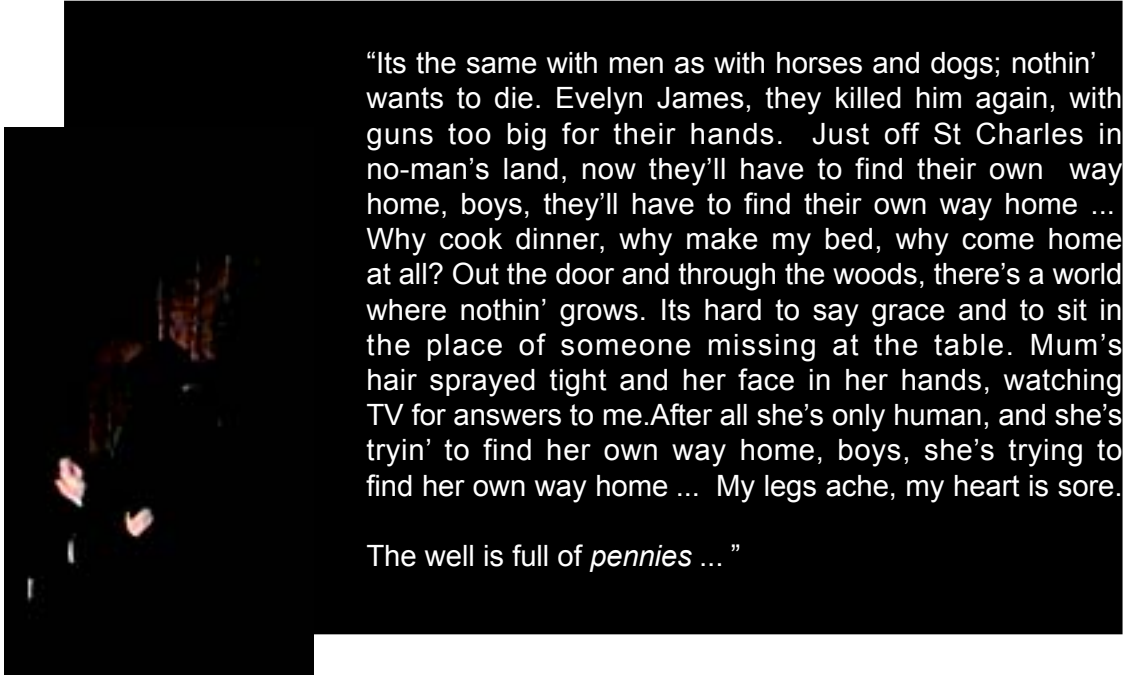 “Its the same with men as with horses and dogs; nothin’
wants to die. Evelyn James, they killed him again, with
guns too big for their hands.  Just off St Charles in
no-man’s land, now they’ll have to find their own  way
home, boys, they’ll have to find their own way home ...
Why cook dinner, why make my bed, why come home
at all? Out the door and through the woods, there’s a world
where nothin’ grows. Its hard to say grace and to sit in
the place of someone missing at the table. Mum’s
hair sprayed tight and her face in her hands, watching
TV for answers to me.After all she’s only human, and she’s
tryin’ to find her own way home, boys, she’s trying to
find her own way home ...  My legs ache, my heart is sore.
The well is full of pennies ... ”